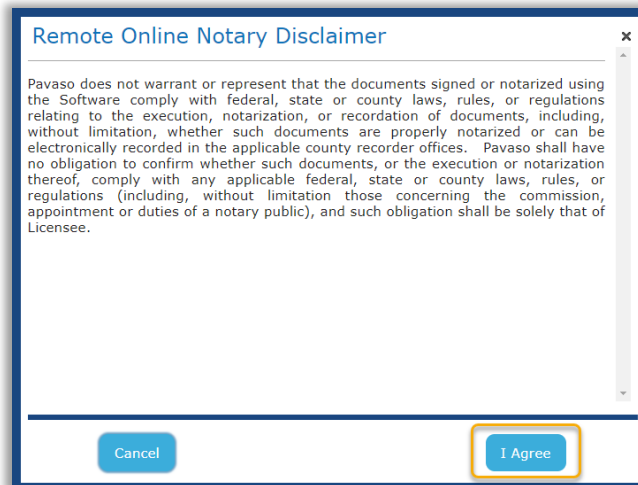 Remote Online Notary Disclaimer
Pavaso does not warrant or represent that the documents signed or notarized using
the Software comply with federal, state or county laws, rules, or regulations
relating to the execution, notarization, or recordation of documents, including,
without limitation, whether such documents are properly notarized or can be
electronically recorded in the applicable county recorder offices. Pavaso shall have
no obligation to confirm whether such documents, or the execution or notarization
thereof, comply with any applicable federal, state or county laws, rules, or
regulations (including, without limitation those concerning the commission,
appointment or duties of a notary public), and such obligation shall be solely that of
Licensee.
Cancel
I Agree